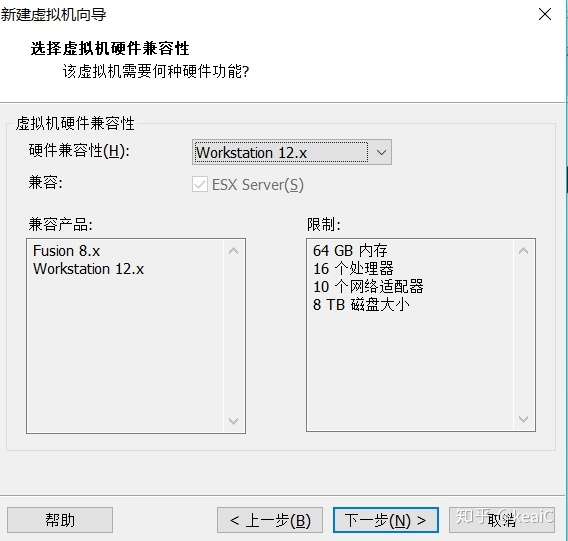 新建虚拟机向导
选择虚拟机硬件兼容性
该虚拟机需要何种硬件功能?
虚拟机硬件兼容性
硬件兼容性(H):
Workstation 12.x
兼容:
ESX Server(S)
兼容产品:
限制:
Fusion 8.x
Workstation 12.x
64 GB 内存
16 个处理器
10 个网络适配器
8 TB 磁盘大小
帮助
< 上一步(B)
下一步(N) >
取消
知乎 @keaiC